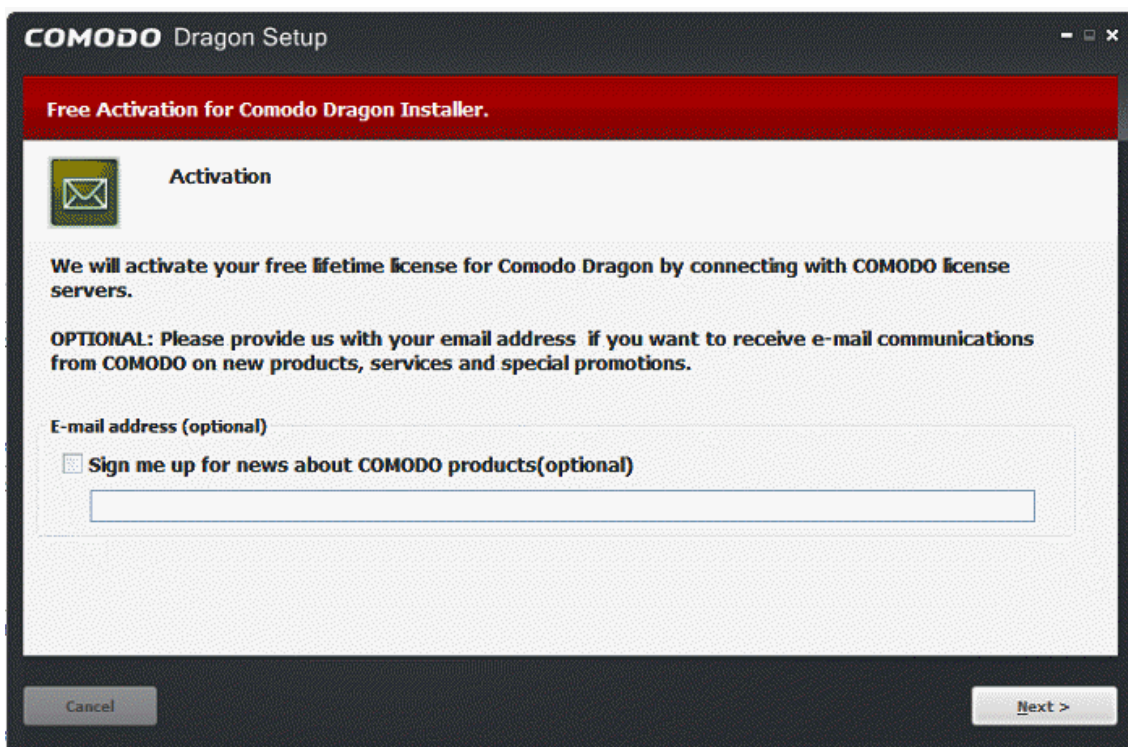 COMODO Dragon Setup
Free Activation for Comodo Dragon Installer.
Activation
We will activate your free lifetime license for Comodo Dragon by connecting with COMODO license
servers.
OPTIONAL: Please provide us with your email address  if you want to receive e-mail communications
from COMODO on new products, services and special promotions.
E-mail address (optional)
Sign me up for news about COMODO products(optional)
Cancel
Next >